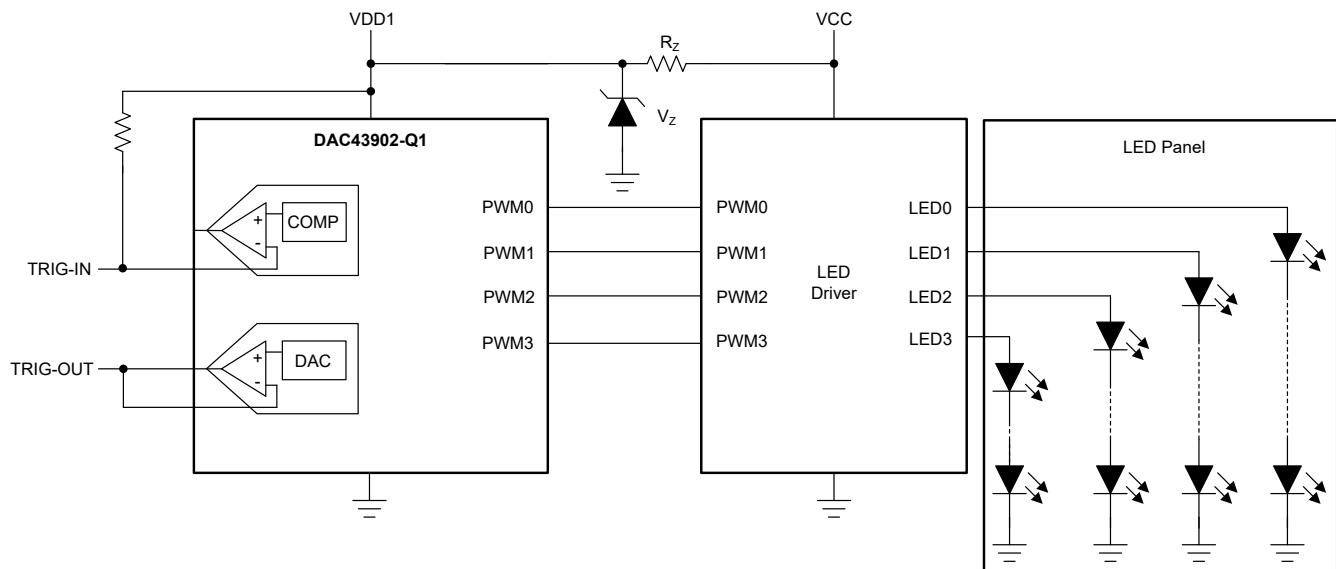 VDD1
VCC
R_Z
V_Z
DAC43902-Q1
LED Panel
COMP
+
-
TRIG-IN
DAC
+
-
TRIG-OUT
PWM0
PWM1
PWM2
PWM3
PWM0
PWM1
PWM2
PWM3
LED
Driver
LED0
LED1
LED2
LED3